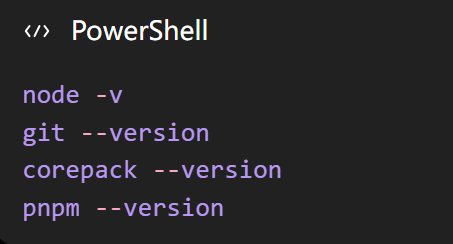 </> PowerShell
node -v
git --version
corepack --version
pnpm --version